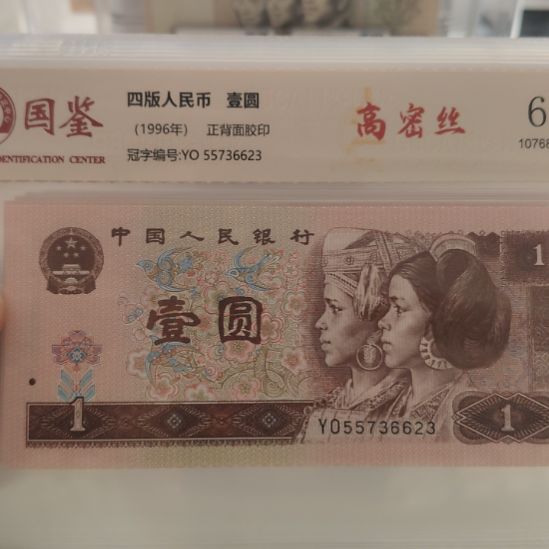 国鉴
DENTIFICATION CENTER
四版人民币 壹圆
（1996年） 正背面胶印
冠字编号:YO 55736623
高密丝
6
10768
中国人民银行
壹圆
1
1
YO55736623
1